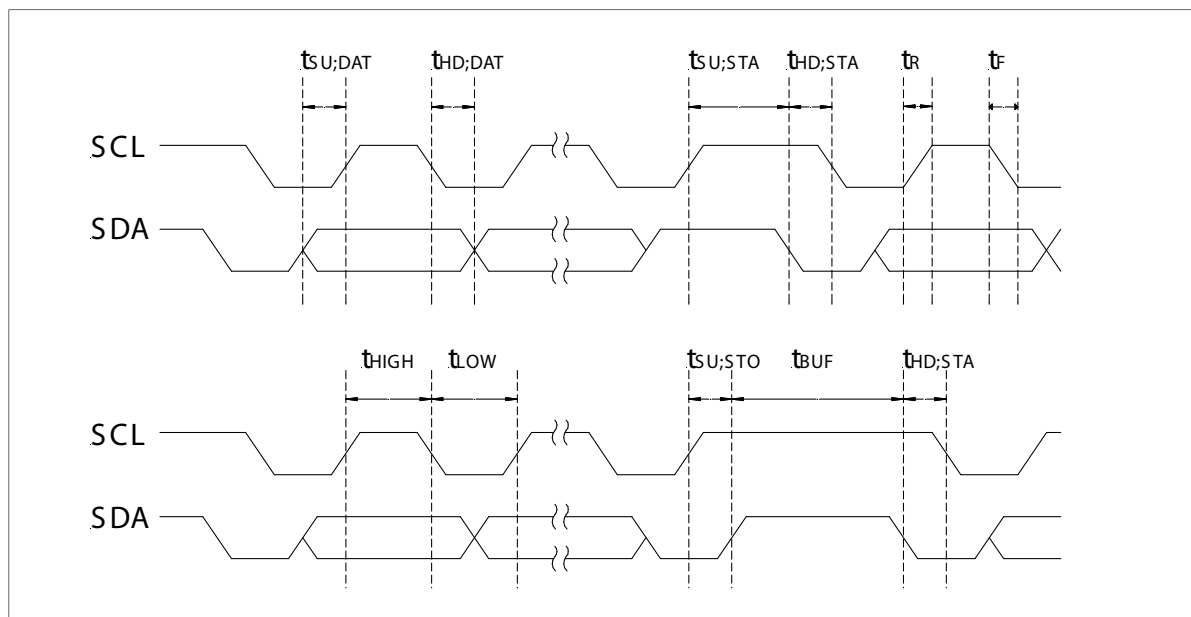 tSU;DAT tHD;DAT tSU;STA tHD;STA tR tF
SCL
SDA
tHIGH tLOW tSU;STO tBUF tHD;STA
SCL
SDA